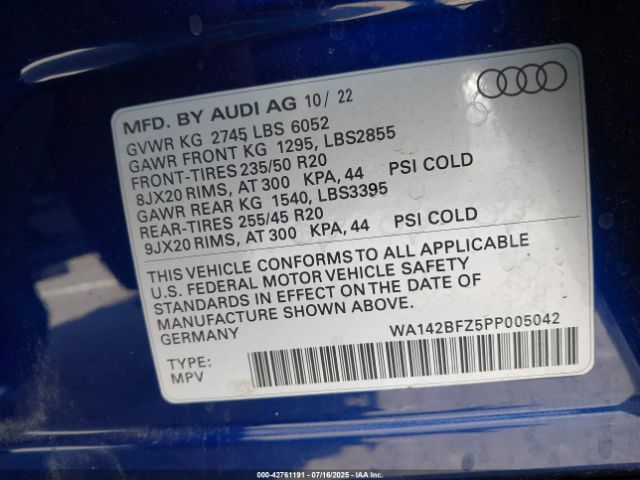 MFD. BY AUDI AG 10/22
GVWR KG 2745 LBS 6052
GAWR FRONT KG 1295, LBS2855
FRONT-TIRES 235/50 R20
8JX20 RIMS, AT 300 KPA, 44 PSI COLD
GAWR REAR KG 1540, LBS3395
REAR-TIRES 255/45 R20
9JX20 RIMS, AT 300 KPA, 44 PSI COLD
THIS VEHICLE CONFORMS TO ALL APPLICABLE
U.S. FEDERAL MOTOR VEHICLE SAFETY
STANDARDS IN EFFECT ON THE DATE OF
MANUFACTURE SHOWN ABOVE.
GERMANY
WA142BFZ5PP005042
TYPE:
MPV
000-42761191 - 07/16/2025 - IAA Inc.